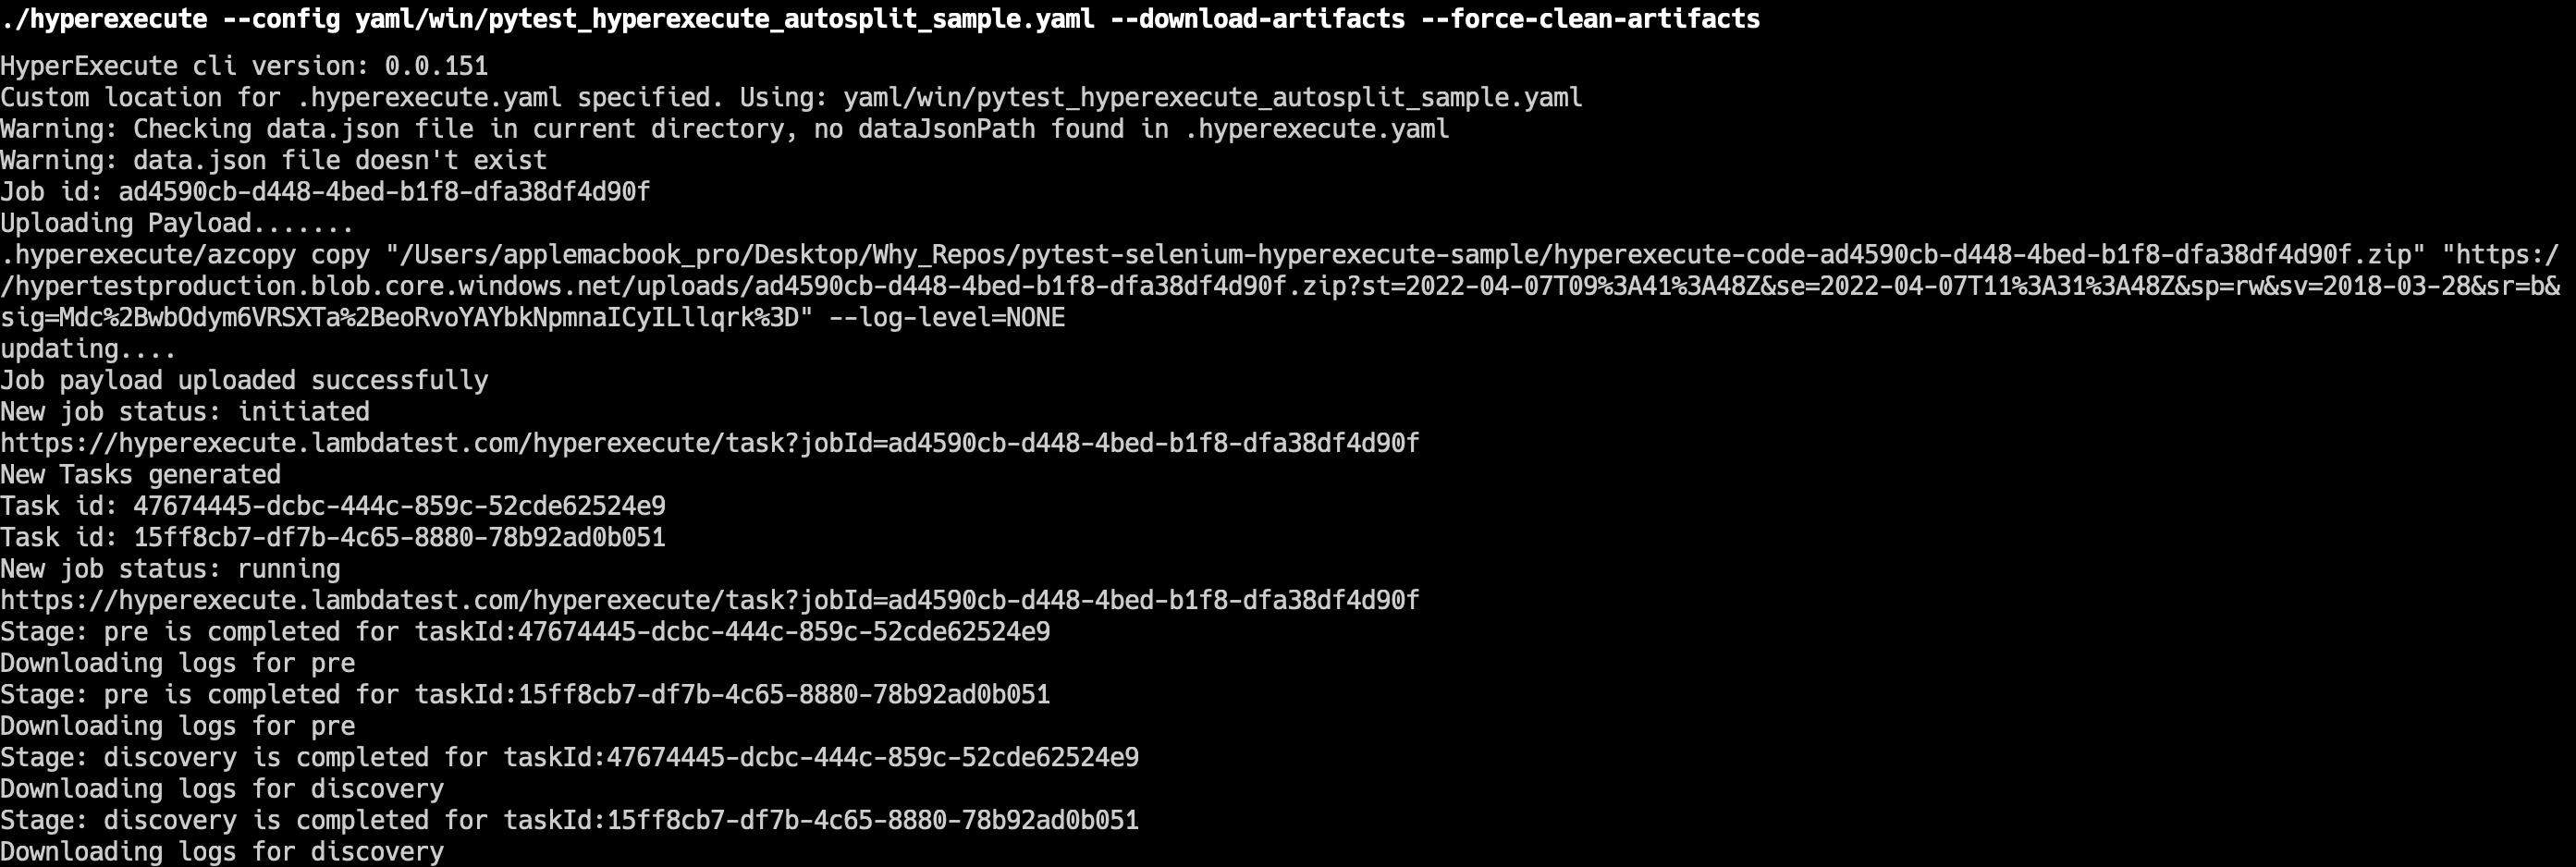 ./hyperexecute --config yaml/win/pytest_hyperexecute_autosplit_sample.yaml --download-artifacts --force-clean-artifacts
HyperExecute cli version: 0.0.151
Custom location for .hyperexecute.yaml specified. Using: yaml/win/pytest_hyperexecute_autosplit_sample.yaml
Warning: Checking data.json file in current directory, no dataJsonPath found in .hyperexecute.yaml
Warning: data.json file doesn't exist
Job id: ad4590cb-d448-4bed-b1f8-dfa38df4d90f
Uploading Payload.......
.hyperexecute/azcopy copy "/Users/applemacbook_pro/Desktop/Why_Repos/pytest-selenium-hyperexecute-sample/hyperexecute-code-ad4590cb-d448-4bed-b1f8-dfa38df4d90f.zip" "https:/
/hypertestproduction.blob.core.windows.net/uploads/ad4590cb-d448-4bed-b1f8-dfa38df4d90f.zip?st=2022-04-07T09%3A41%3A48Z&se=2022-04-07T11%3A31%3A48Z&sp=rw&sv=2018-03-28&sr=b&
sig=Mdc%2BwbOdym6VRSXTa%2BeoRvoYAYbkNpmnaICyILllqrk%3D" --log-level=NONE
updating....
Job payload uploaded successfully
New job status: initiated
https://hyperexecute.lambdatest.com/hyperexecute/task?jobId=ad4590cb-d448-4bed-b1f8-dfa38df4d90f
New Tasks generated
Task id: 47674445-dcbc-444c-859c-52cde62524e9
Task id: 15ff8cb7-df7b-4c65-8880-78b92ad0b051
New job status: running
https://hyperexecute.lambdatest.com/hyperexecute/task?jobId=ad4590cb-d448-4bed-b1f8-dfa38df4d90f
Stage: pre is completed for taskId:47674445-dcbc-444c-859c-52cde62524e9
Downloading logs for pre
Stage: pre is completed for taskId:15ff8cb7-df7b-4c65-8880-78b92ad0b051
Downloading logs for pre
Stage: discovery is completed for taskId:47674445-dcbc-444c-859c-52cde62524e9
Downloading logs for discovery
Stage: discovery is completed for taskId:15ff8cb7-df7b-4c65-8880-78b92ad0b051
Downloading logs for discovery